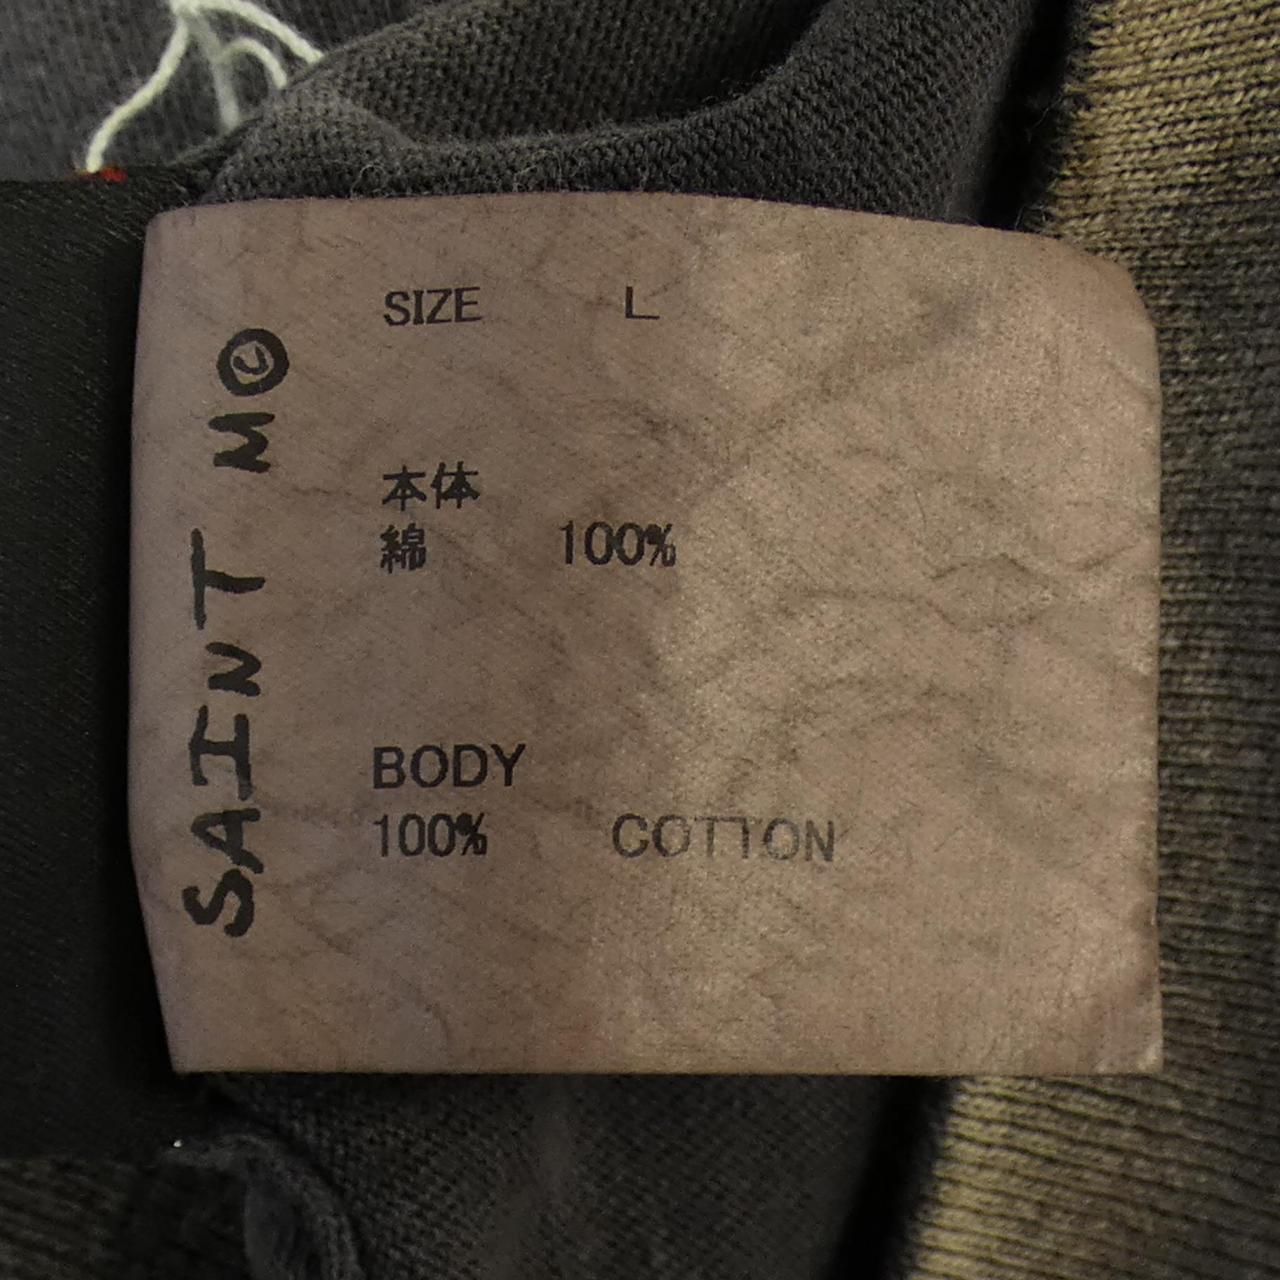 SIZE L
本体
綿 100%
BODY
100% COTTON
SAINT M©